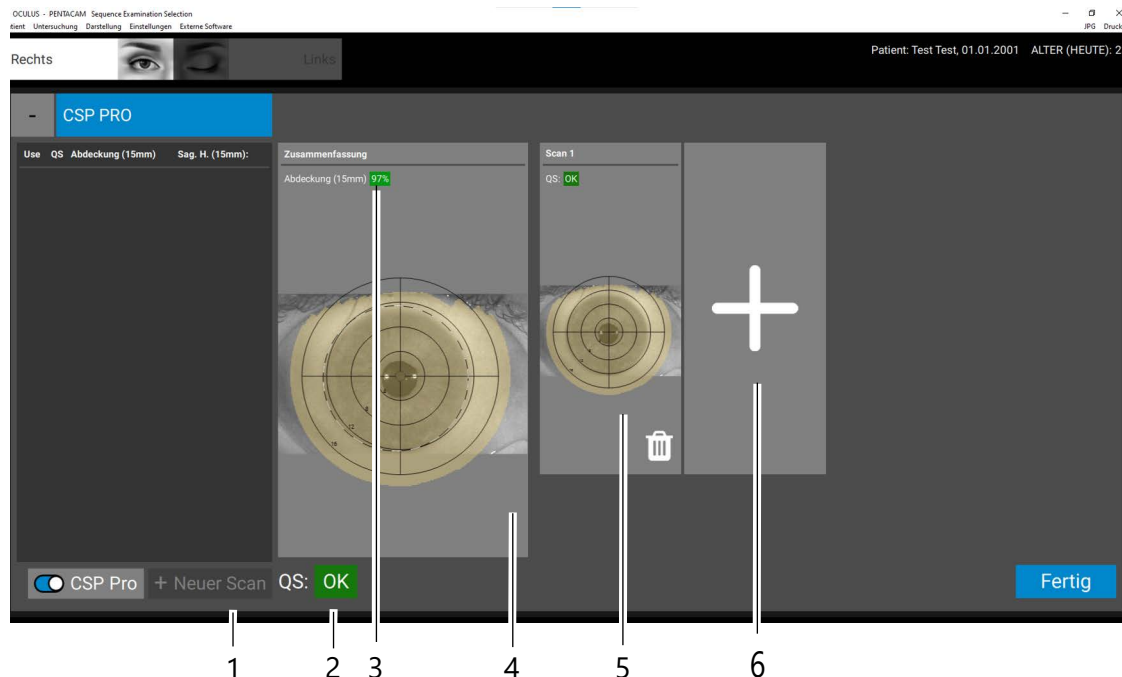 OCULUS - PENTACAM Sequence Examination Selection
tient Untersuchung Darstellung Einstellungen Externe Software
JPG Druck
Rechts
Links
Patient: Test Test, 01.01.2001 ALTER (HEUTE): 2
- CSP PRO
Use QS Abdeckung (15mm) Sag. H. (15mm):
Zusammenfassung
Abdeckung (15mm) 97%
Scan 1
QS: OK
12
16
CSP Pro + Neuer Scan QS: OK
Fertig
1 2 3 4 5 6